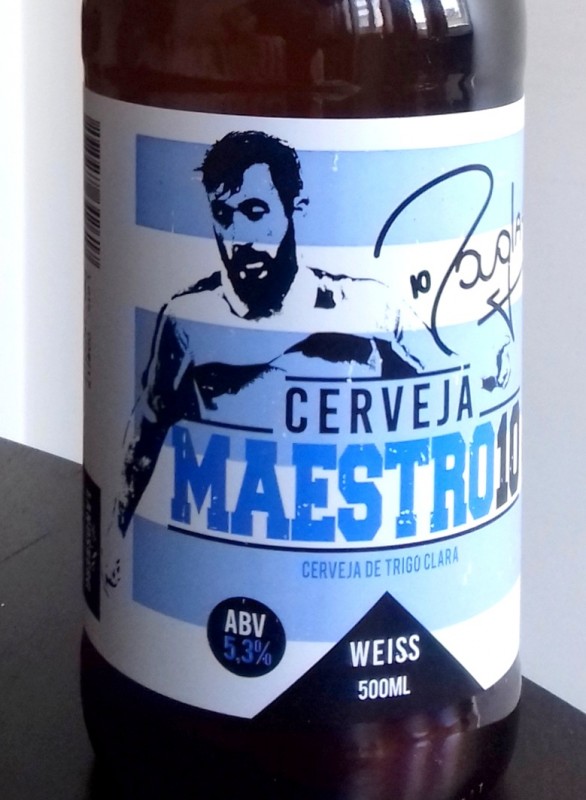 10
CERVEJA
MAESTRO10
CERVEJA DE TRIGO CLARA
ABV
5,3%
WEISS
500ML